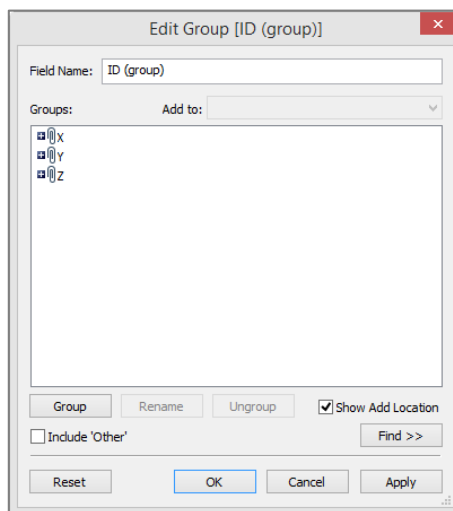 Edit Group [ID (group)]
Field Name: ID (group)
Groups: Add to:
X
Y
Z
Group Rename Ungroup Show Add Location
Include 'Other' Find >>
Reset OK Cancel Apply